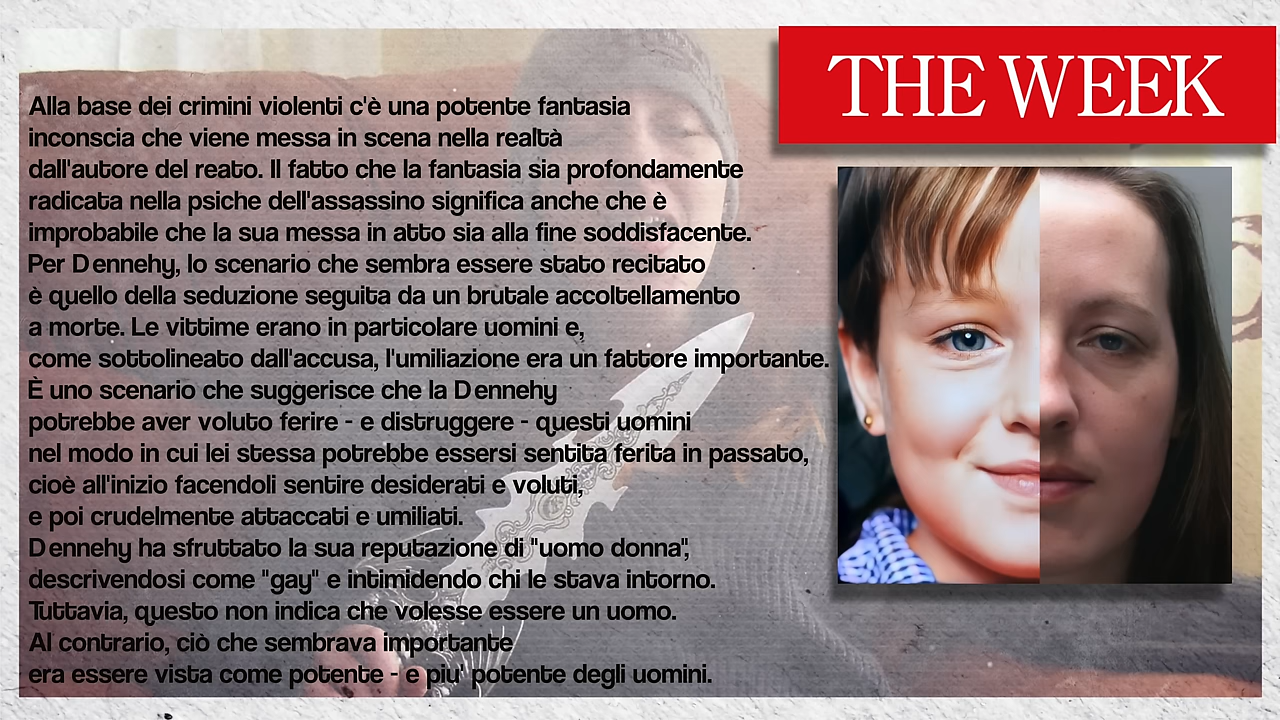 THE WEEK
Alla base dei crimini violenti c'è una potente fantasia
inconscia che viene messa in scena nella realtà
dall'autore del reato. Il fatto che la fantasia sia profondamente
radicata nella psiche dell'assassino significa anche che è
improbabile che la sua messa in atto sia alla fine soddisfacente.
Per Dennehy, lo scenario che sembra essere stato recitato
è quello della seduzione seguita da un brutale accoltellamento
a morte. Le vittime erano in particolare uomini e,
come sottolineato dall'accusa, l'umiliazione era un fattore importante.
È uno scenario che suggerisce che la Dennehy
potrebbe aver voluto ferire - e distruggere - questi uomini
nel modo in cui lei stessa potrebbe essersi sentita ferita in passato,
cioè all'inizio facendoli sentire desiderati e voluti,
e poi crudelmente attaccati e umiliati.
Dennehy ha sfruttato la sua reputazione di "uomo donna",
descrivendosi come "gay" e intimidendo chi le stava intorno.
Tuttavia, questo non indica che volesse essere un uomo.
Al contrario, ciò che sembrava importante
era essere vista come potente - e piu' potente degli uomini.